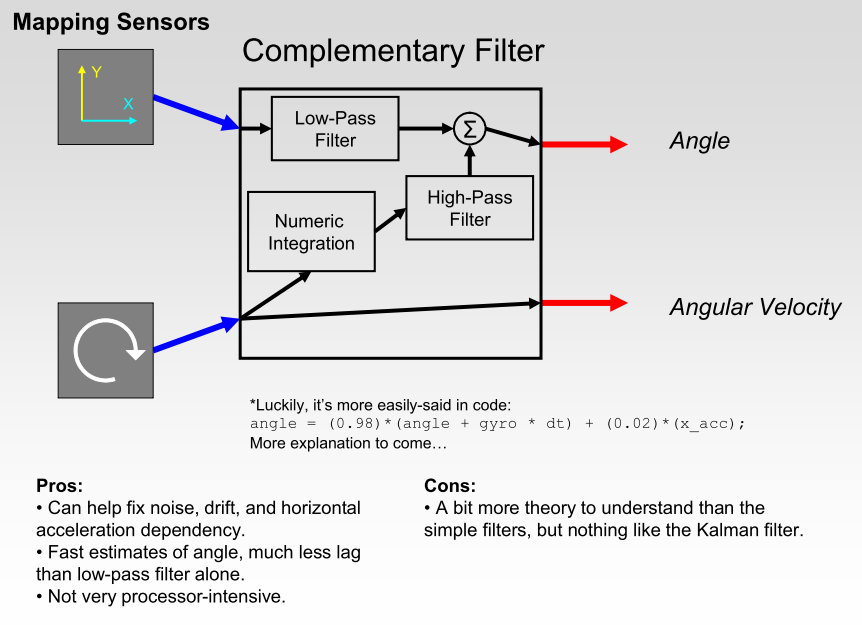 Mapping Sensors
Complementary Filter
Y
X
Low-Pass
Filter
Σ
Angle
High-Pass
Filter
Numeric
Integration
Angular Velocity
*Luckily, it’s more easily-said in code:
angle = (0.98)*(angle + gyro * dt) + (0.02)*(x_acc);
More explanation to come…
Pros:
• Can help fix noise, drift, and horizontal
acceleration dependency.
• Fast estimates of angle, much less lag
than low-pass filter alone.
• Not very processor-intensive.
Cons:
• A bit more theory to understand than the
simple filters, but nothing like the Kalman filter.